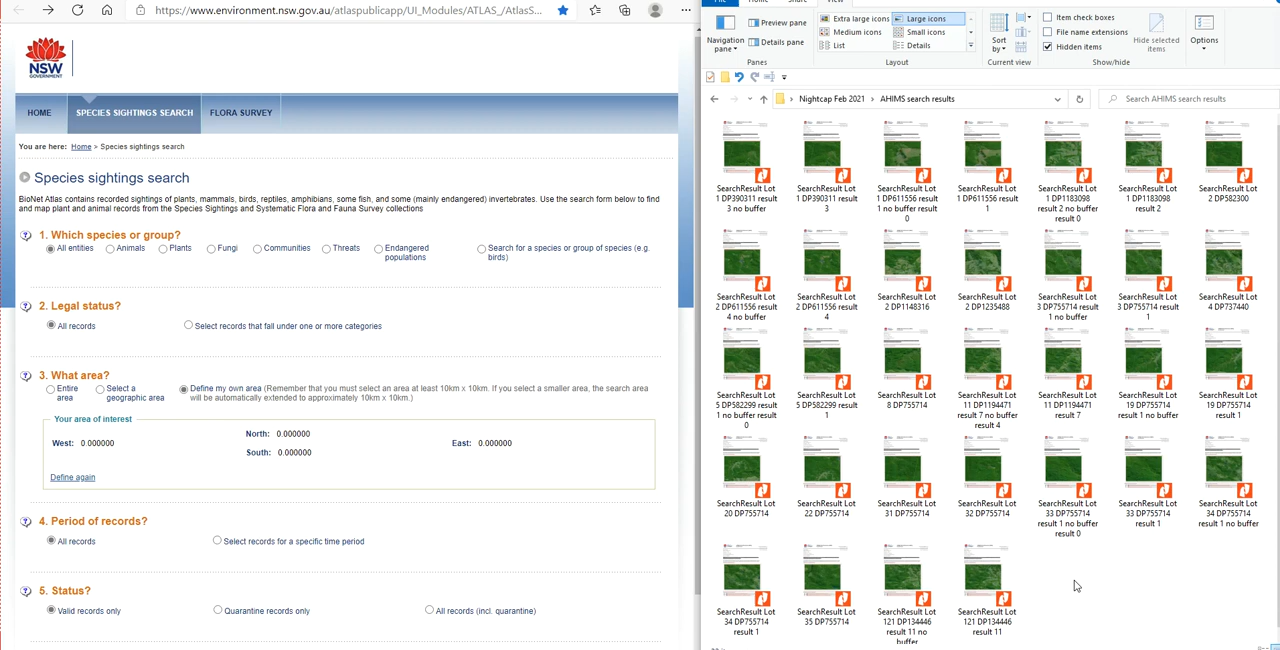 https://www.environment.nsw.gov.au/atlaspublicapp/UI_Modules/ATLAS_/AtlasS...
NSW
GOVERNMENT
HOME
SPECIES SIGHTINGS SEARCH
FLORA SURVEY
You are here: Home > Species sightings search
Species sightings search
BioNet Atlas contains recorded sightings of plants, mammals, birds, reptiles, amphibians, some fish, and some (mainly endangered) invertebrates. Use the search form below to find
and map plant and animal records from the Species Sightings and Systematic Flora and Fauna Survey collections
1. Which species or group?
All entities
Animals
Plants
Fungi
Communities
Threats
Endangered
populations
Search for a species or group of species (e.g.
birds)
2. Legal status?
All records
Select records that fall under one or more categories
3. What area?
Entire
area
Select a
geographic area
Define my own area (Remember that you must select an area at least 10km x 10km. If you select a smaller area, the search area
will be automatically extended to approximately 10km x 10km.)
Your area of interest
North: 0.000000
West: 0.000000
East: 0.000000
South: 0.000000
Define again
4. Period of records?
All records
Select records for a specific time period
5. Status?
Valid records only
Quarantine records only
All records (incl. quarantine)
File
Home
Share
View
Navigation
pane
Preview pane
Details pane
Panes
Extra large icons
Large icons
Medium icons
Small icons
List
Details
Layout
Sort
by
Current view
Item check boxes
File name extensions
Hidden items
Hide selected
items
Show/hide
Options
Nightcap Feb 2021 > AHIMS search results
Search AHIMS search results
SearchResult Lot
1 DP390311 result
3 no buffer
SearchResult Lot
1 DP390311 result
3
SearchResult Lot
1 DP611556 result
1 no buffer result
0
SearchResult Lot
1 DP611556 result
1
SearchResult Lot
1 DP1183098
result 2 no buffer
result 0
SearchResult Lot
1 DP1183098
result 2
SearchResult Lot
2 DP582300
SearchResult Lot
2 DP611556 result
4 no buffer
SearchResult Lot
2 DP611556 result
4
SearchResult Lot
2 DP1148316
SearchResult Lot
2 DP1235488
SearchResult Lot
3 DP755714 result
1 no buffer
SearchResult Lot
3 DP755714 result
1
SearchResult Lot
4 DP737440
SearchResult Lot
5 DP582299 result
1 no buffer result
0
SearchResult Lot
5 DP582299 result
1
SearchResult Lot
8 DP755714
SearchResult Lot
11 DP1194471
result 7 no buffer
result 4
SearchResult Lot
11 DP1194471
result 7
SearchResult Lot
19 DP755714
result 1 no buffer
SearchResult Lot
19 DP755714
result 1
SearchResult Lot
20 DP755714
SearchResult Lot
22 DP755714
SearchResult Lot
31 DP755714
SearchResult Lot
32 DP755714
SearchResult Lot
33 DP755714
result 1 no buffer
result 0
SearchResult Lot
33 DP755714
result 1
SearchResult Lot
34 DP755714
result 1 no buffer
SearchResult Lot
34 DP755714
result 1
SearchResult Lot
35 DP755714
SearchResult Lot
121 DP134446
result 11 no
buffer
SearchResult Lot
121 DP134446
result 11